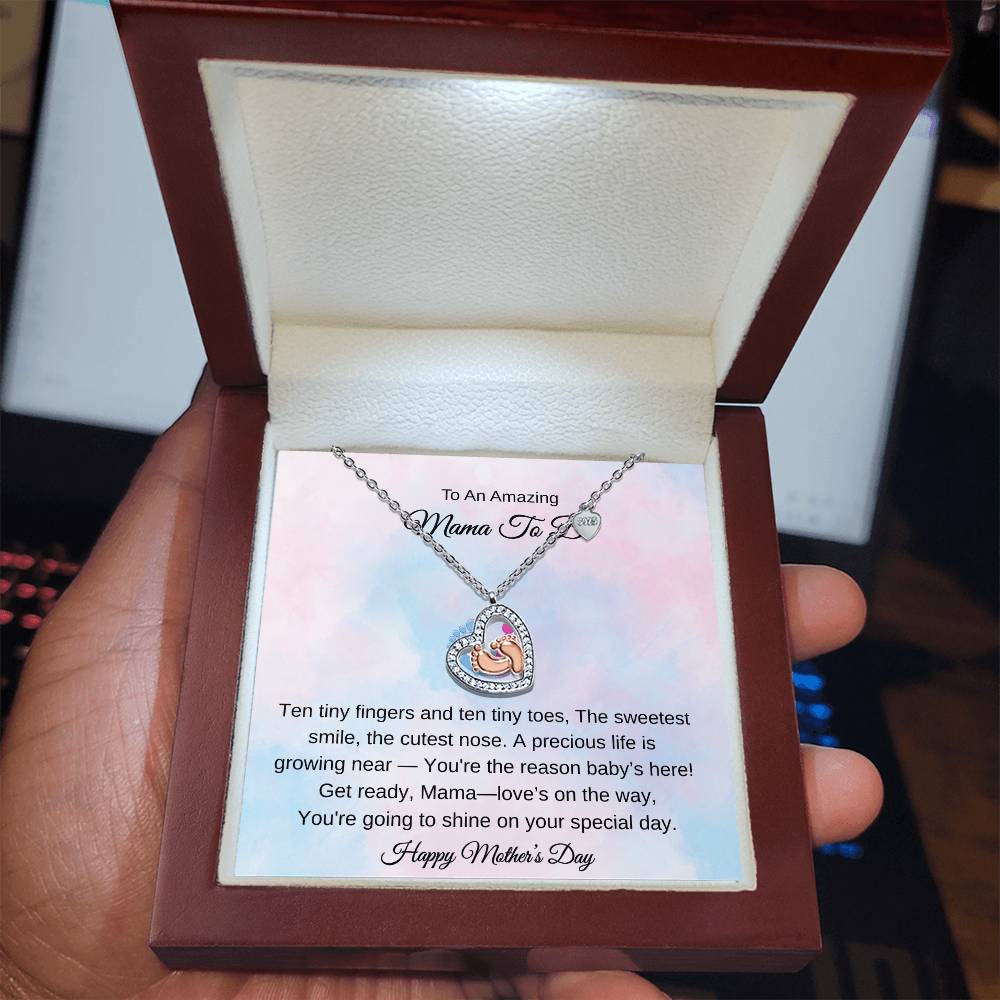 To An Amazing
Mama To
Ten tiny fingers and ten tiny toes, The sweetest
smile, the cutest nose. A precious life is
growing near — You're the reason baby’s here!
Get ready, Mama—love’s on the way,
You're going to shine on your special day.
Happy Mother’s Day